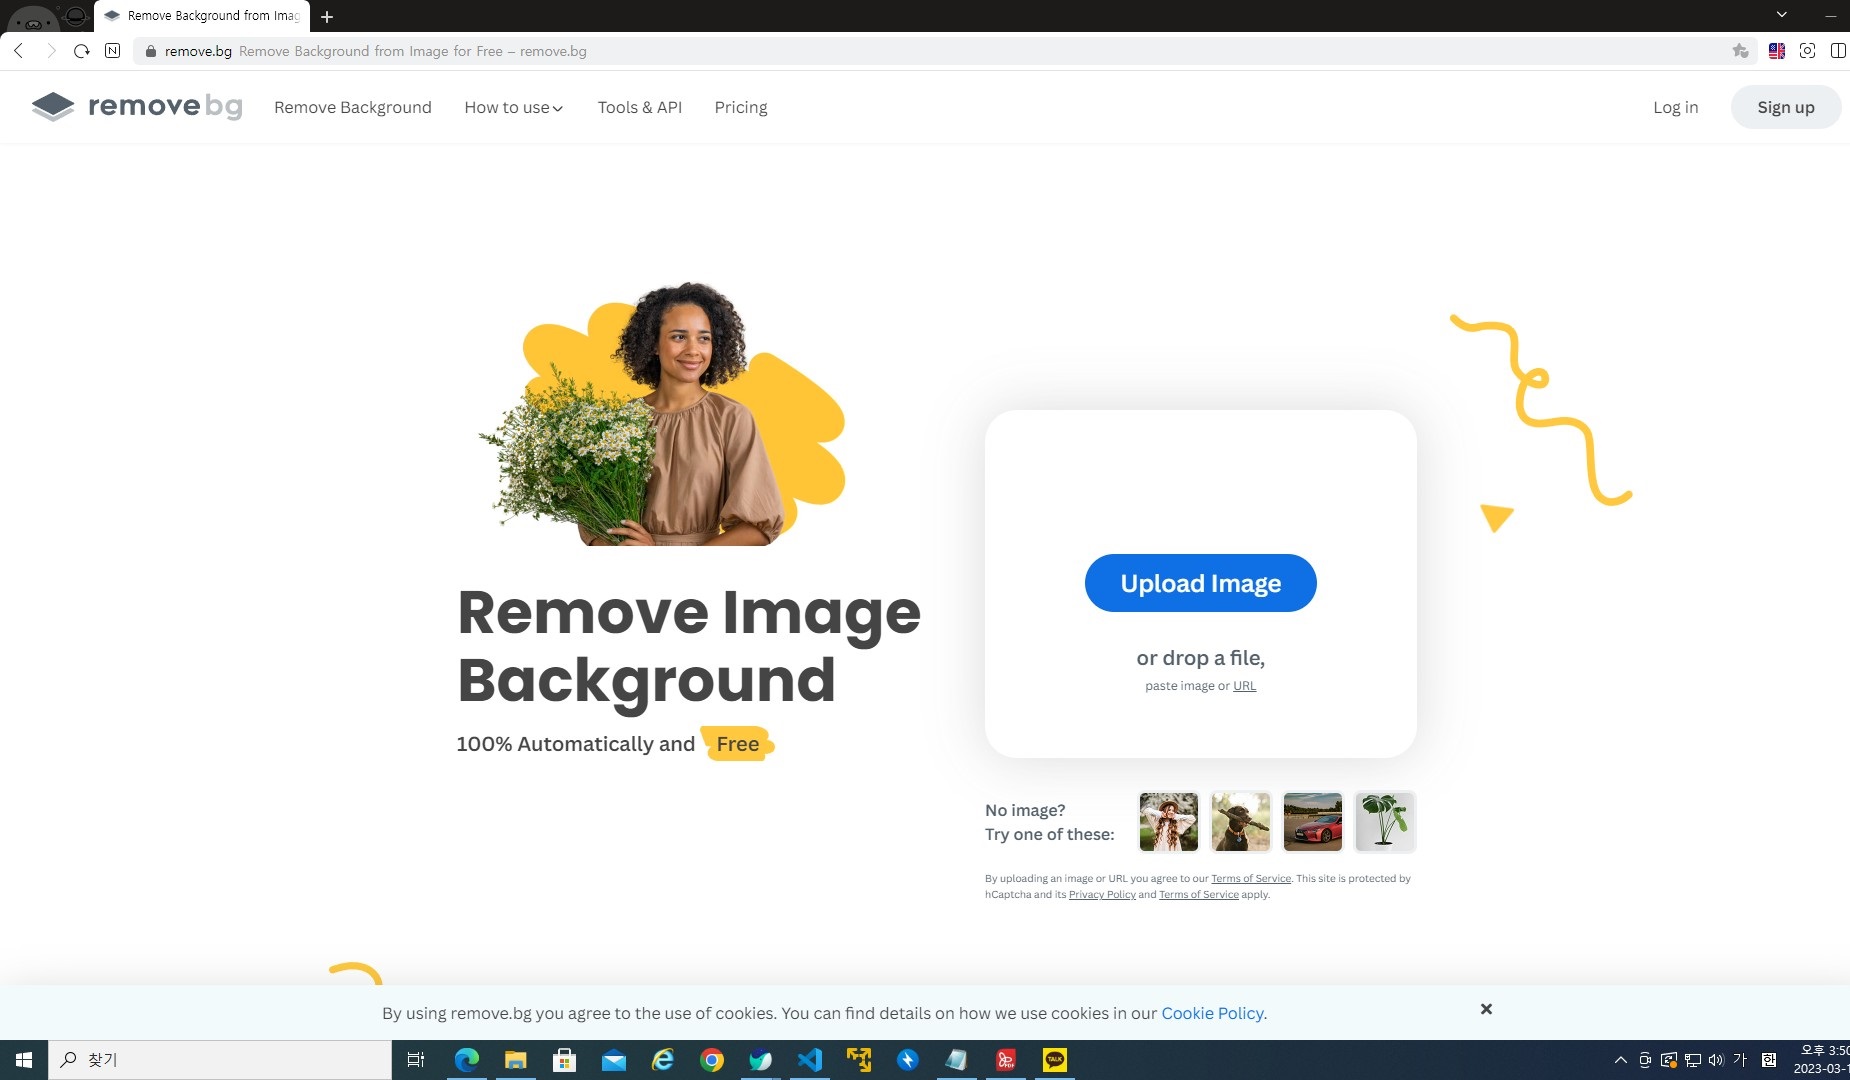 Remove Background from Imag
remove.bg Remove Background from Image for Free – remove.bg
removebg Remove Background How to use Tools & API Pricing Log in Sign up
Remove Image
Background
100% Automatically and Free
Upload Image
or drop a file,
paste image or URL
No image?
Try one of these:
By uploading an image or URL you agree to our Terms of Service. This site is protected by
hCaptcha and its Privacy Policy and Terms of Service apply.
By using remove.bg you agree to the use of cookies. You can find details on how we use cookies in our Cookie Policy.
찾기
TALK
PDF
가
오후 3:50
2023-03-1